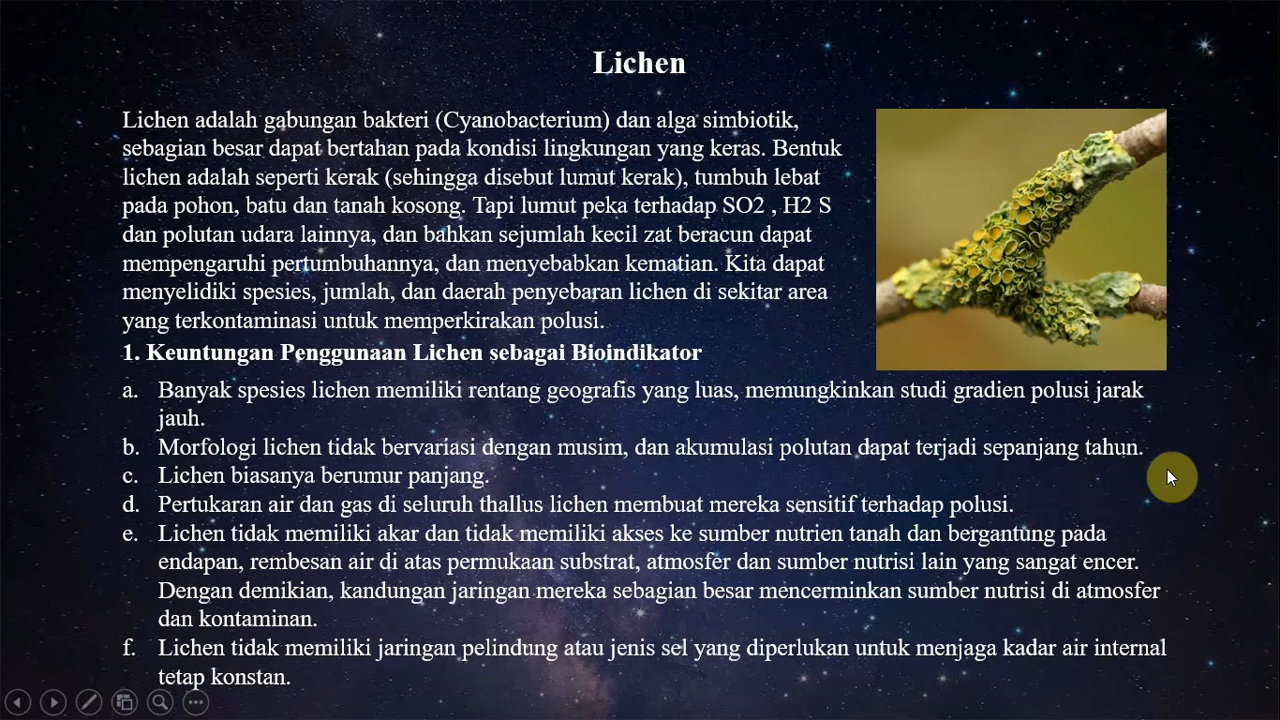 Lichen
Lichen adalah gabungan bakteri (Cyanobacterium) dan alga simbiotik,
sebagian besar dapat bertahan pada kondisi lingkungan yang keras. Bentuk
lichen adalah seperti kerak (sehingga disebut lumut kerak), tumbuh lebat
pada pohon, batu dan tanah kosong. Tapi lumut peka terhadap SO2 , H2 S
dan polutan udara lainnya, dan bahkan sejumlah kecil zat beracun dapat
mempengaruhi pertumbuhannya, dan menyebabkan kematian. Kita dapat
menyelidiki spesies, jumlah, dan daerah penyebaran lichen di sekitar area
yang terkontaminasi untuk memperkirakan polusi.
1. Keuntungan Penggunaan Lichen sebagai Bioindikator
a. Banyak spesies lichen memiliki rentang geografis yang luas, memungkinkan studi gradien polusi jarak
jauh.
b. Morfologi lichen tidak bervariasi dengan musim, dan akumulasi polutan dapat terjadi sepanjang tahun.
c. Lichen biasanya berumur panjang.
d. Pertukaran air dan gas di seluruh thallus lichen membuat mereka sensitif terhadap polusi.
e. Lichen tidak memiliki akar dan tidak memiliki akses ke sumber nutrien tanah dan bergantung pada
endapan, rembesan air di atas permukaan substrat, atmosfer dan sumber nutrisi lain yang sangat encer.
Dengan demikian, kandungan jaringan mereka sebagian besar mencerminkan sumber nutrisi di atmosfer
dan kontaminan.
f. Lichen tidak memiliki jaringan pelindung atau jenis sel yang diperlukan untuk menjaga kadar air internal
tetap konstan.